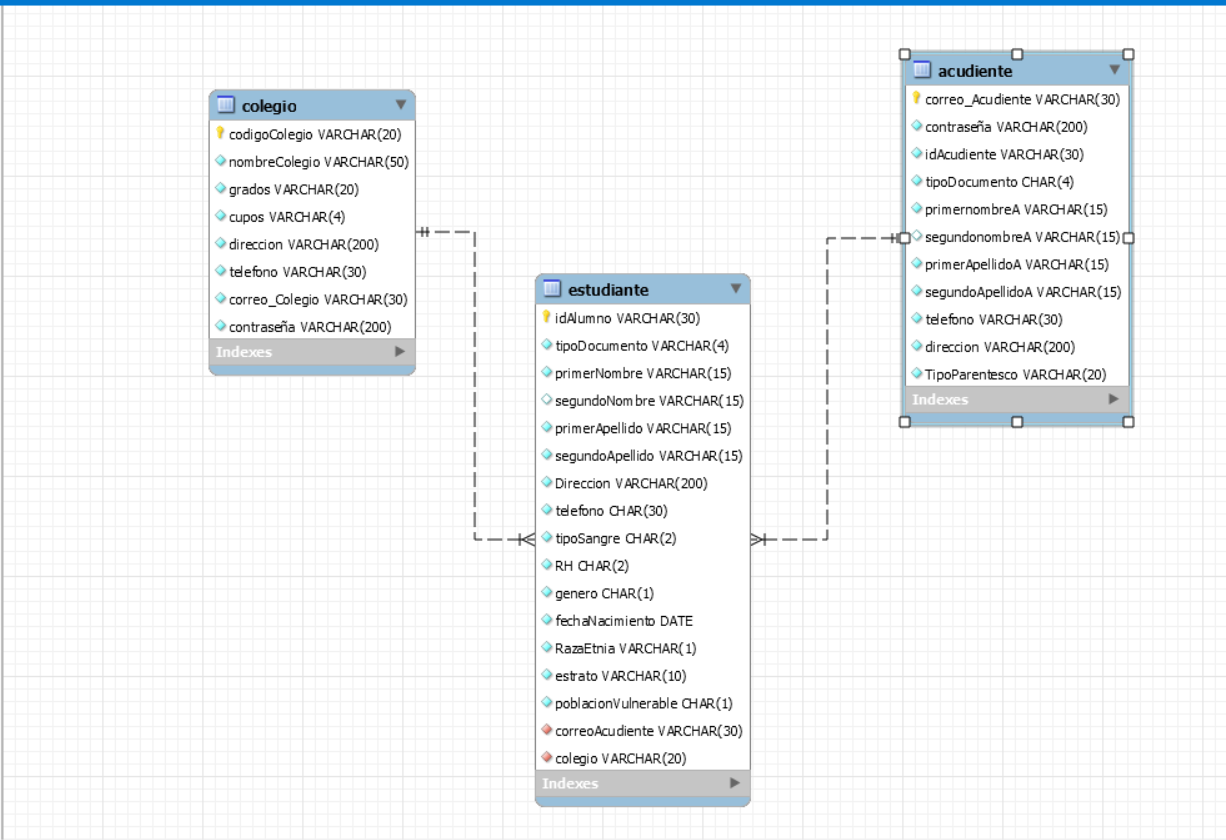 colegio
codigoColegio VARCHAR(20)
nombreColegio VARCHAR(50)
grados VARCHAR(20)
cupos VARCHAR(4)
direccion VARCHAR(200)
telefono VARCHAR(30)
correo_Colegio VARCHAR(30)
contraseña VARCHAR(200)
Indexes
estudiante
idAlumno VARCHAR(30)
tipoDocumento VARCHAR(4)
primerNombre VARCHAR(15)
segundoNombre VARCHAR(15)
primerApellido VARCHAR(15)
segundoApellido VARCHAR(15)
Direccion VARCHAR(200)
telefono CHAR(30)
tipoSangre CHAR(2)
RH CHAR(2)
genero CHAR(1)
fechaNacimiento DATE
RazaEtnia VARCHAR(1)
estrato VARCHAR(10)
poblacionVulnerable CHAR(1)
correoAcudiente VARCHAR(30)
colegio VARCHAR(20)
Indexes
acudiente
correo_Acudiente VARCHAR(30)
contraseña VARCHAR(200)
idAcudiente VARCHAR(30)
tipoDocumento CHAR(4)
primernombreA VARCHAR(15)
segundonombreA VARCHAR(15)
primerApellidoA VARCHAR(15)
segundoApellidoA VARCHAR(15)
telefono VARCHAR(30)
direccion VARCHAR(200)
TipoParentesco VARCHAR(20)
Indexes